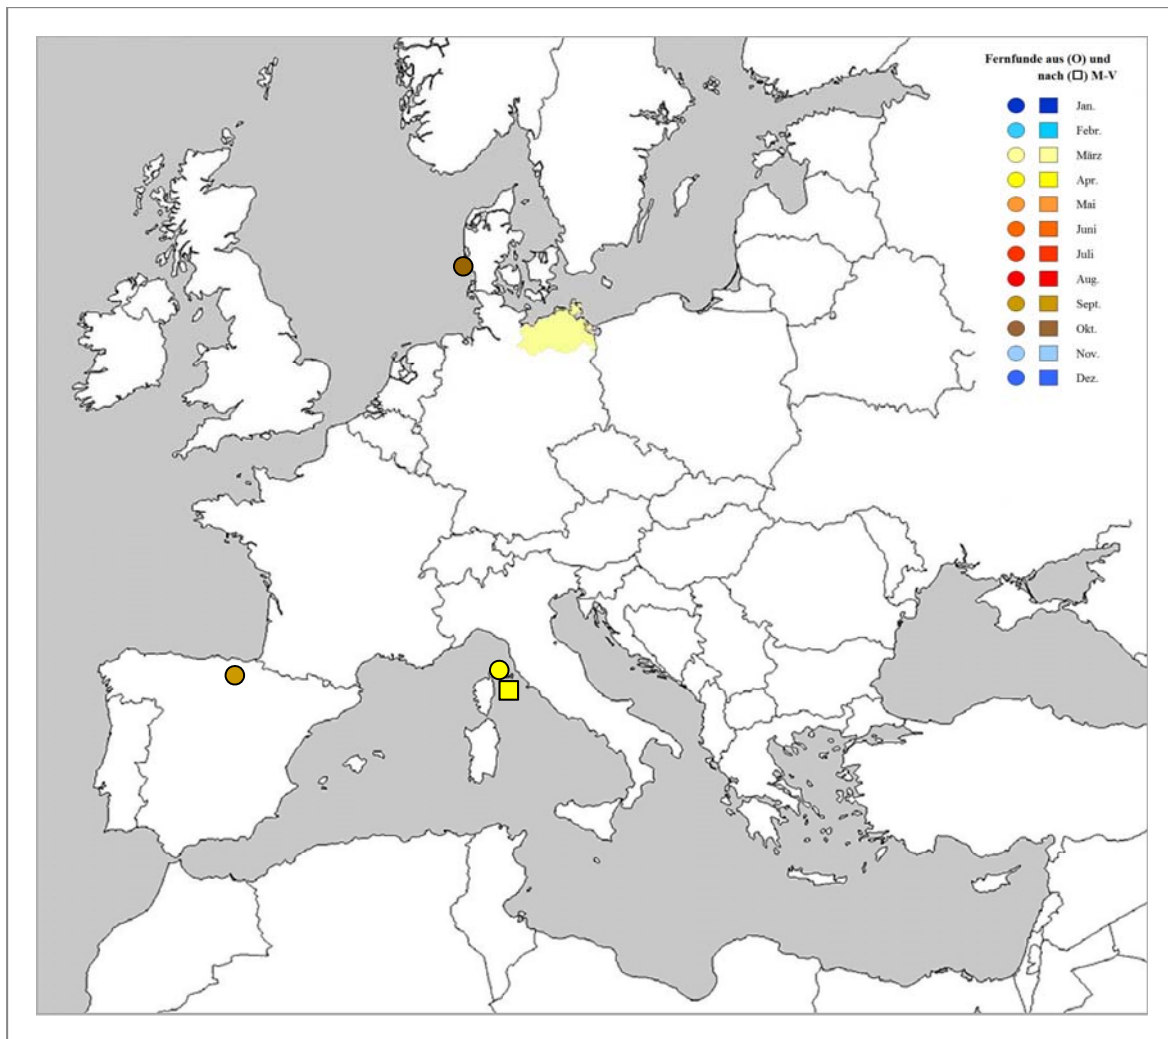 Fernfunde aus (O) und
nach (□) M-V
Jan.
Febr.
März
Apr.
Mai
Juni
Juli
Aug.
Sept.
Okt.
Nov.
Dez.